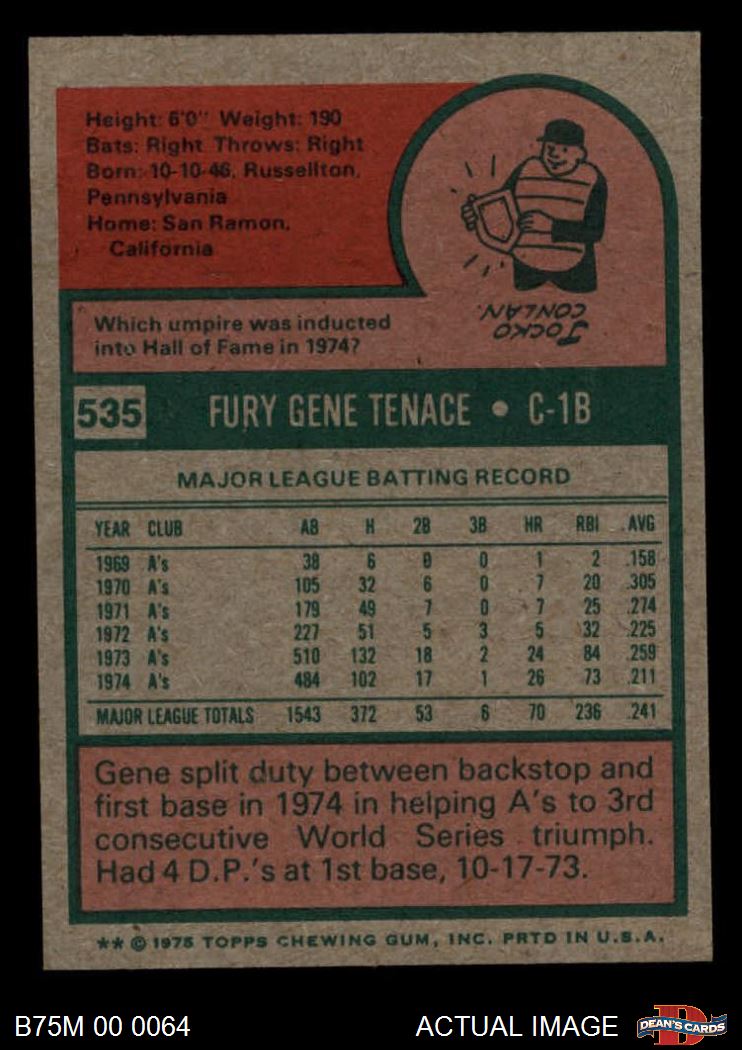 Height: 6'0" Weight: 190
Bats: Right Throws: Right
Born: 10-10-46, Russellton,
Pennsylvania
Home: San Ramon,
California
Which umpire was inducted
into Hall of Fame in 1974?
JOCKO
CONLAN.
535 FURY GENE TENACE • C-1B
MAJOR LEAGUE BATTING RECORD
YEAR CLUB AB H 2B 3B HR RBI AVG
1969 A's 38 6 0 0 1 2 .158
1970 A's 105 32 6 0 7 20 .305
1971 A's 179 49 7 0 7 25 .274
1972 A's 227 51 5 3 5 32 .225
1973 A's 510 132 18 2 24 84 .259
1974 A's 484 102 17 1 26 73 .211
MAJOR LEAGUE TOTALS 1543 372 53 6 70 236 .241
Gene split duty between backstop and
first base in 1974 in helping A's to 3rd
consecutive World Series triumph.
Had 4 D.P.'s at 1st base, 10-17-73.
** © 1975 TOPPS CHEWING GUM, INC. PRTD IN U.S.A.
B75M 00 0064 ACTUAL IMAGE
D
DEAN'S CARDS